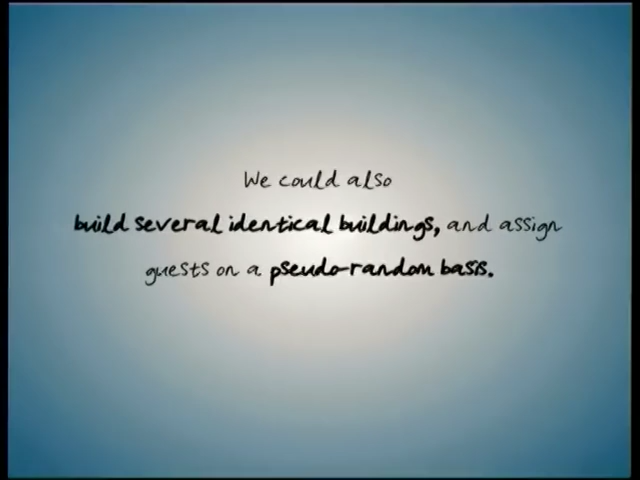 We could also
build several identical buildings, and assign
guests on a pseudo-random basis.